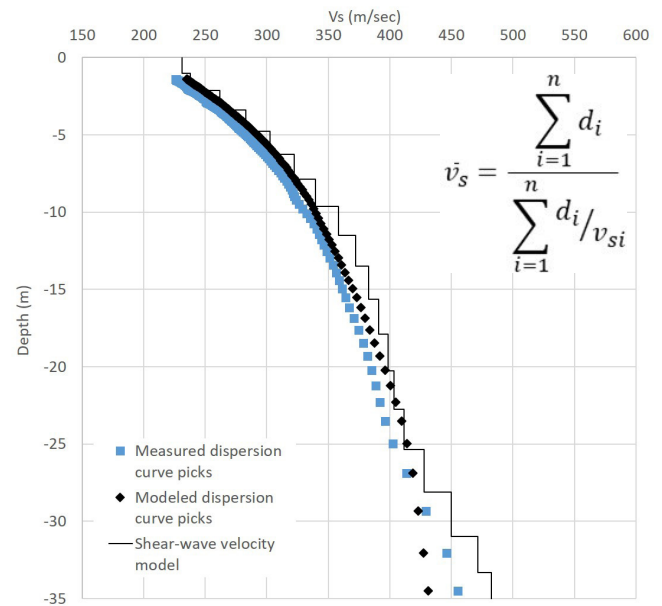 Vs (m/sec)
150 200 250 300 350 400 450 500 550 600
0
-5
-10
-15
-20
-25
-30
-35
Depth (m)
n
∑ di
i=1
v̄s =
n
∑ di/vsi
i=1
Measured dispersion
curve picks
Modeled dispersion
curve picks
Shear-wave velocity
model